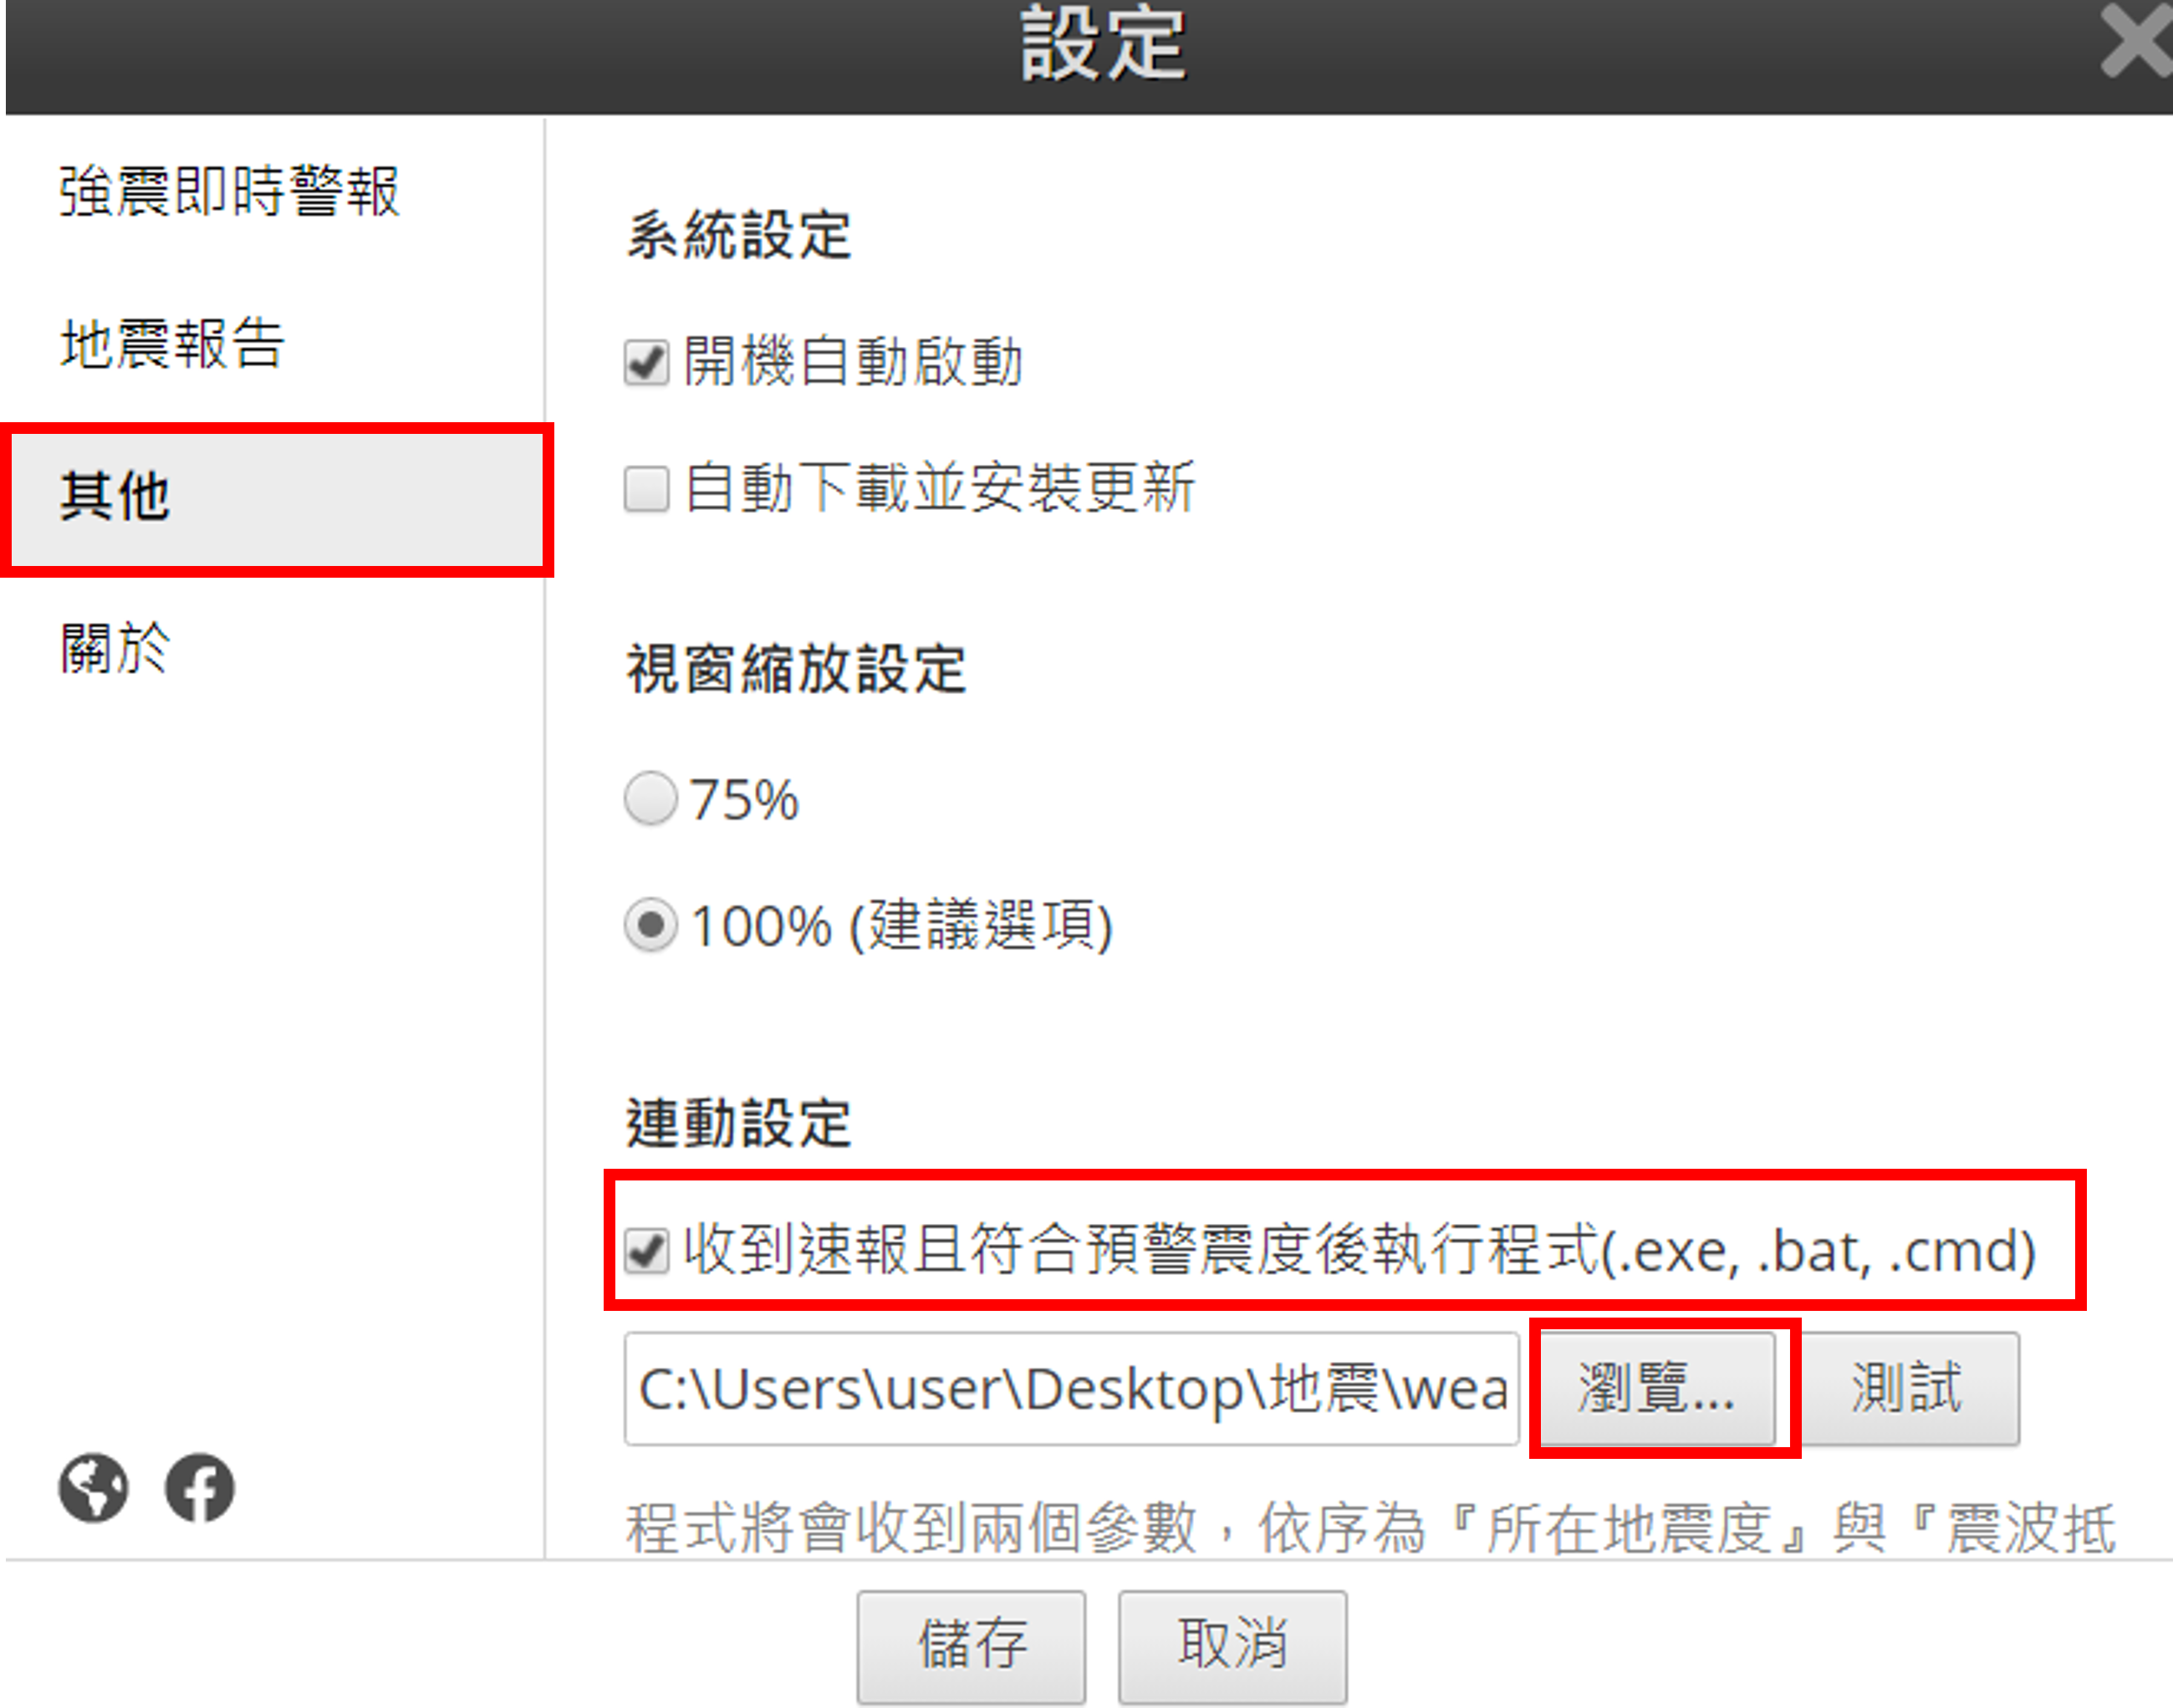 設定
強震即時警報
地震報告
其他
關於
系統設定
開機自動啟動
自動下載並安裝更新
視窗縮放設定
75%
100% (建議選項)
連動設定
收到速報且符合預警震度後執行程式(.exe, .bat, .cmd)
C:\Users\user\Desktop\地震\wea
瀏覽...
測試
程式將會收到兩個參數，依序為『所在地震度』與『震波抵
儲存
取消